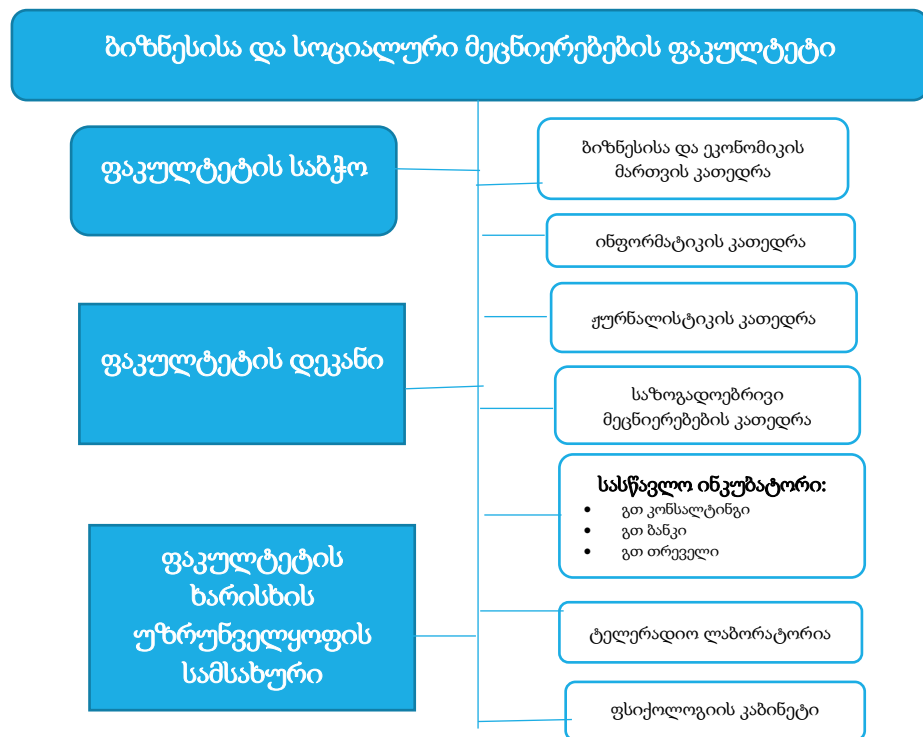 ბიზნესისა და სოციალური მეცნიერებების ფაკულტეტი
ფაკულტეტის საბჭო
ფაკულტეტის დეკანი
ფაკულტეტის
ხარისხის
უზრუნველყოფის
სამსახური
ბიზნესისა და ეკონომიკის
მართვის კათედრა
ინფორმატიკის კათედრა
ჟურნალისტიკის კათედრა
საზოგადოებრივი
მეცნიერებების კათედრა
სასწავლო ინკუბატორი:
• გთ კონსალტინგი
• გთ ბანკი
• გთ თრეველი
ტელერადიო ლაბორატორია
ფსიქოლოგიის კაბინეტი